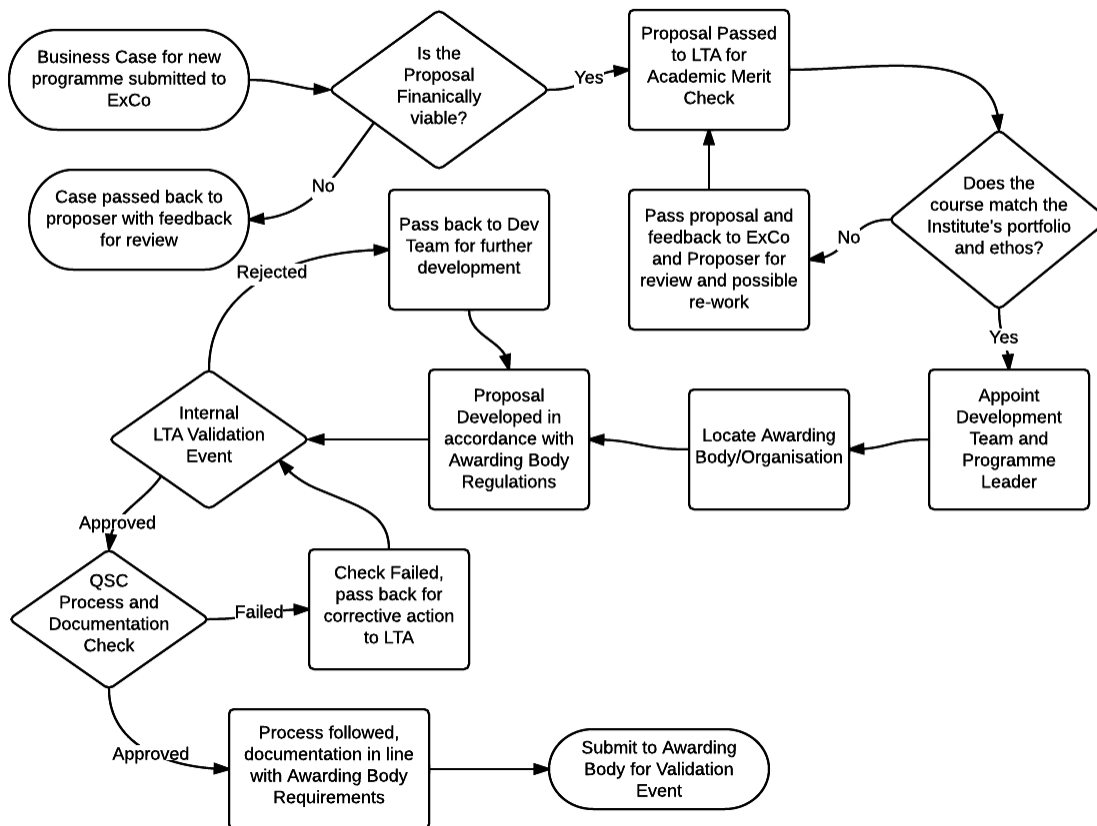 Business Case for new
programme submitted to
ExCo
Is the
Proposal
Finanically
viable?
Yes
Proposal Passed
to LTA for
Academic Merit
Check
No
Case passed back to
proposer with feedback
for review
Pass back to Dev
Team for further
development
Pass proposal and
feedback to ExCo
and Proposer for
review and possible
re-work
No
Does the
course match the
Institute's portfolio
and ethos?
Rejected
Yes
Internal
LTA Validation
Event
Proposal
Developed in
accordance with
Awarding Body
Regulations
Locate Awarding
Body/Organisation
Appoint
Development
Team and
Programme
Leader
Approved
QSC
Process and
Documentation
Check
Failed
Check Failed,
pass back for
corrective action
to LTA
Approved
Process followed,
documentation in line
with Awarding Body
Requirements
Submit to Awarding
Body for Validation
Event